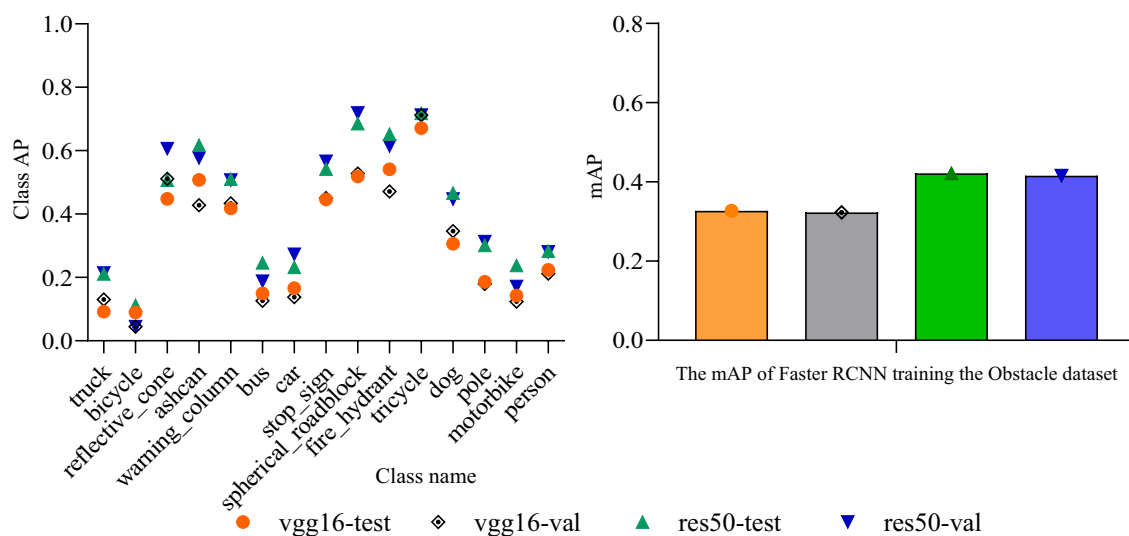 1.0
0.8
0.6
0.4
0.2
0.0
Class AP
truck
bicycle
reflective_cone
ashcan
warning_column
bus
car
stop_sign
spherical_roadblock
fire_hydrant
tricycle
dog
pole
motorbike
person
Class name
0.8
0.6
0.4
0.2
0.0
mAP
The mAP of Faster RCNN training the Obstacle dataset
vgg16-test vgg16-val res50-test res50-val